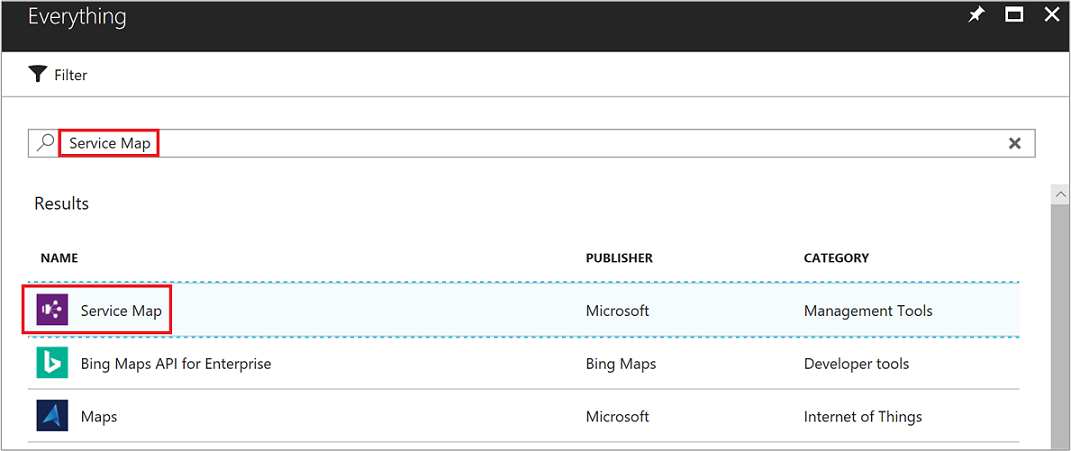 Everything
Filter
Service Map
Results
NAME PUBLISHER CATEGORY
Service Map Microsoft Management Tools
Bing Maps API for Enterprise Bing Maps Developer tools
Maps Microsoft Internet of Things